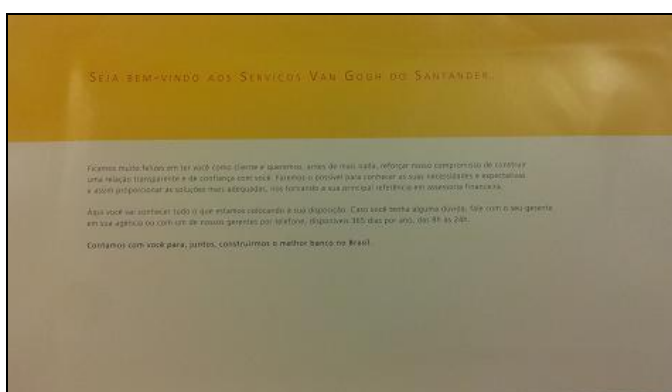 SEJA BEM-VINDO AOS SERVIÇOS VAN GOGH DO SANTANDER.
Ficamos muito felizes em ter você como cliente e queremos, antes de mais nada, reforçar nosso compromisso de construir
uma relação transparente e de confiança com você. Faremos o possível para conhecer as suas necessidades e expectativas
e assim proporcionar as soluções mais adequadas, nos tornando a sua principal referência em assessoria financeira.
Aqui você vai conhecer tudo o que estamos colocando à sua disposição. Caso você tenha alguma dúvida, fale com o seu gerente
em sua agência ou com um de nossos gerentes por telefone, disponíveis 365 dias por ano, das 8h às 24h.
Contamos com você para, juntos, construirmos o melhor banco no Brasil.